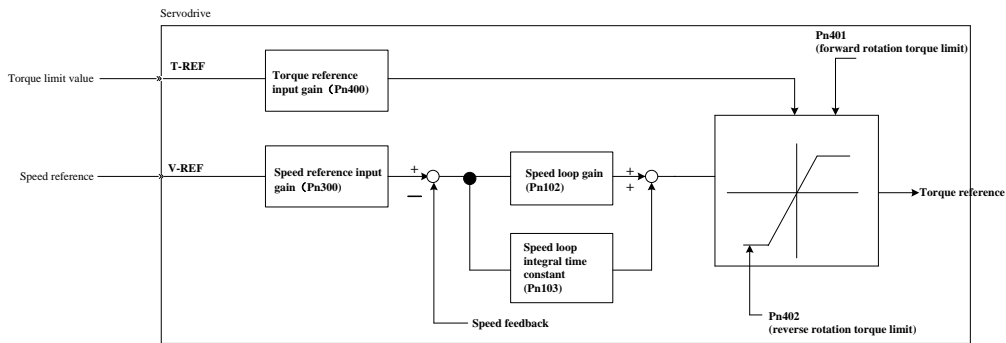 Servodrive
Pn401
(forward rotation torque limit)
T-REF
Torque limit value
Torque reference
input gain（Pn400）
V-REF
Speed reference
Speed reference input
gain（Pn300）
+
—
Speed loop gain
(Pn102)
+
+
Torque reference
Speed loop
integral time
constant
(Pn103)
Speed feedback
Pn402
(reverse rotation torque limit)